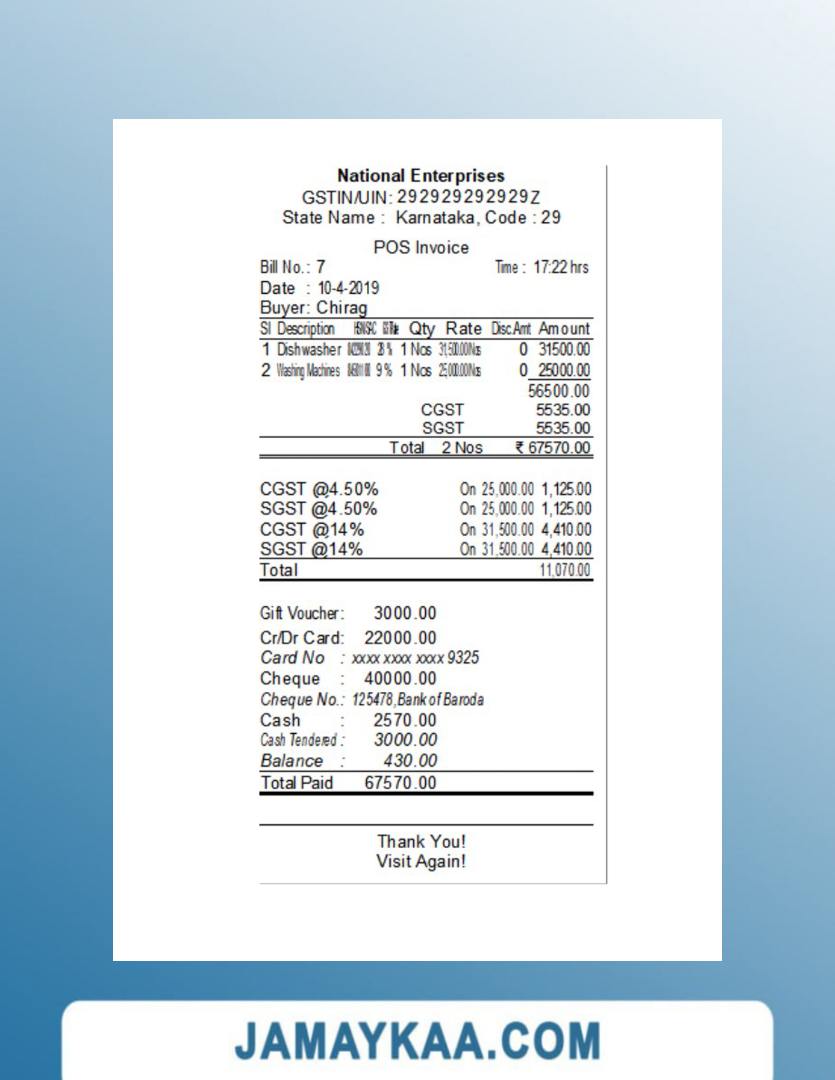 National Enterprises
GSTIN/UIN: 292929292929Z
State Name : Karnataka, Code : 29
POS Invoice
Bill No.: 7 Time : 17:22 hrs
Date : 10-4-2019
Buyer: Chirag
Sl Description Qty Rate Disc.Amt Amount
1 Dishwasher 28 % 1 Nos 31,500.00/Nos 0 31500.00
2 Washing Machines 9 % 1 Nos 25,000.00/Nos 0 25000.00
56500.00
CGST 5535.00
SGST 5535.00
Total 2 Nos ₹ 67570.00
CGST @4.50% On 25,000.00 1,125.00
SGST @4.50% On 25,000.00 1,125.00
CGST @14% On 31,500.00 4,410.00
SGST @14% On 31,500.00 4,410.00
Total 11,070.00
Gift Voucher: 3000.00
Cr/Dr Card: 22000.00
Card No : xxxx xxxx xxxx 9325
Cheque : 40000.00
Cheque No.: 125478,Bank of Baroda
Cash : 2570.00
Cash Tendered : 3000.00
Balance : 430.00
Total Paid 67570.00
Thank You!
Visit Again!
JAMAYKAA.COM